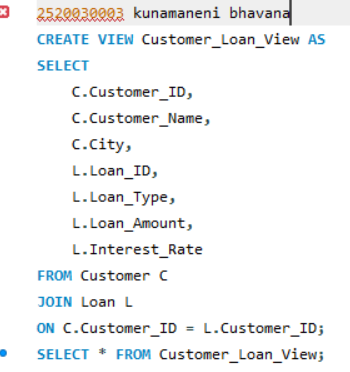 2520030003 kunamaneni bhavana
CREATE VIEW Customer_Loan_View AS
SELECT
C.Customer_ID,
C.Customer_Name,
C.City,
L.Loan_ID,
L.Loan_Type,
L.Loan_Amount,
L.Interest_Rate
FROM Customer C
JOIN Loan L
ON C.Customer_ID = L.Customer_ID;
SELECT * FROM Customer_Loan_View;